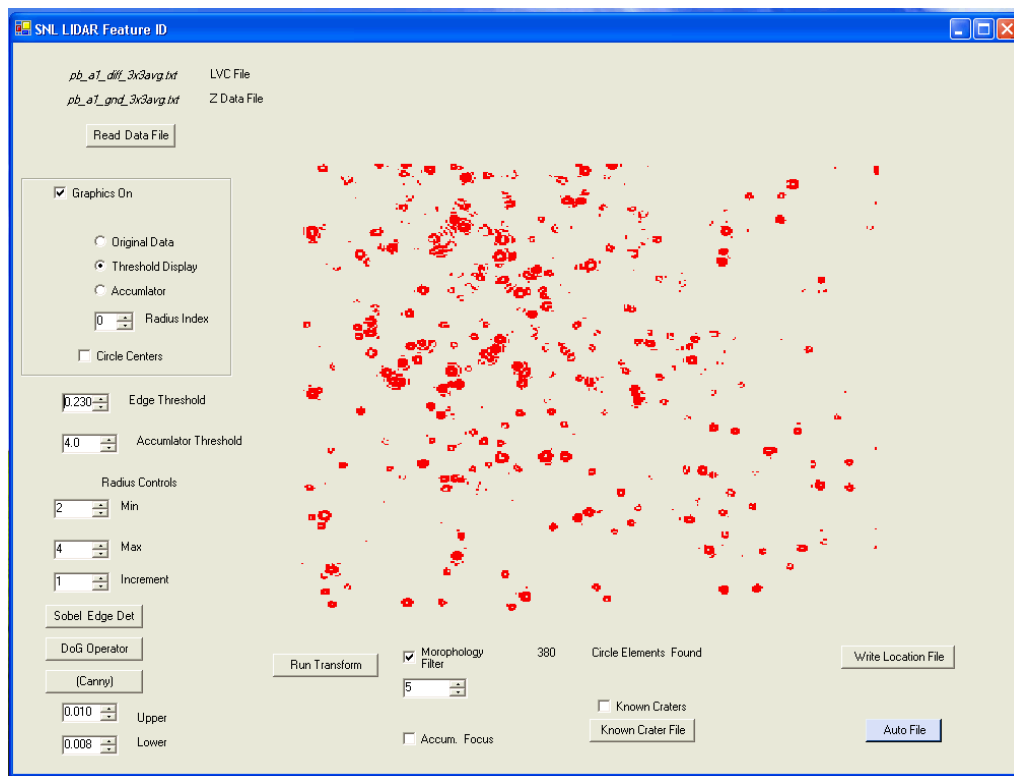 SNL LIDAR Feature ID
pb_a1_diff_3x3avg.txt LVC File
pb_a1_gnd_3x3avg.txt Z Data File
Read Data File
Graphics On
Original Data
Threshold Display
Accumlator
0 Radius Index
Circle Centers
0.230 Edge Threshold
4.0 Accumlator Threshold
Radius Controls
2 Min
4 Max
1 Increment
Sobel Edge Det
DoG Operator
(Canny)
0.010 Upper
0.008 Lower
Run Transform
Morophology
Filter
5
380 Circle Elements Found
Write Location File
Known Craters
Known Crater File
Auto File
Accum. Focus